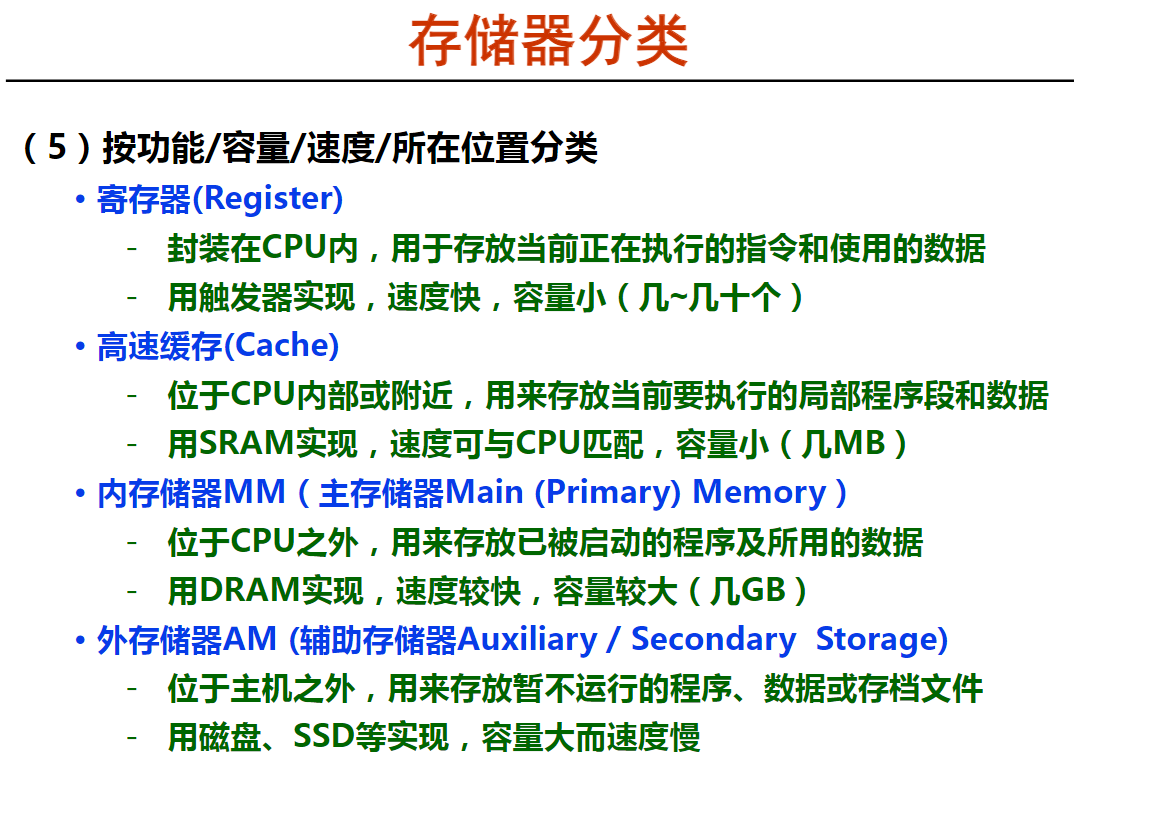 存储器分类
（5）按功能/容量/速度/所在位置分类
• 寄存器(Register)
- 封装在CPU内，用于存放当前正在执行的指令和使用的数据
- 用触发器实现，速度快，容量小（几~几十个）
• 高速缓存(Cache)
- 位于CPU内部或附近，用来存放当前要执行的局部程序段和数据
- 用SRAM实现，速度可与CPU匹配，容量小（几MB）
• 内存储器MM（主存储器Main (Primary) Memory）
- 位于CPU之外，用来存放已被启动的程序及所用的数据
- 用DRAM实现，速度较快，容量较大（几GB）
• 外存储器AM (辅助存储器Auxiliary / Secondary Storage)
- 位于主机之外，用来存放暂不运行的程序、数据或存档文件
- 用磁盘、SSD等实现，容量大而速度慢